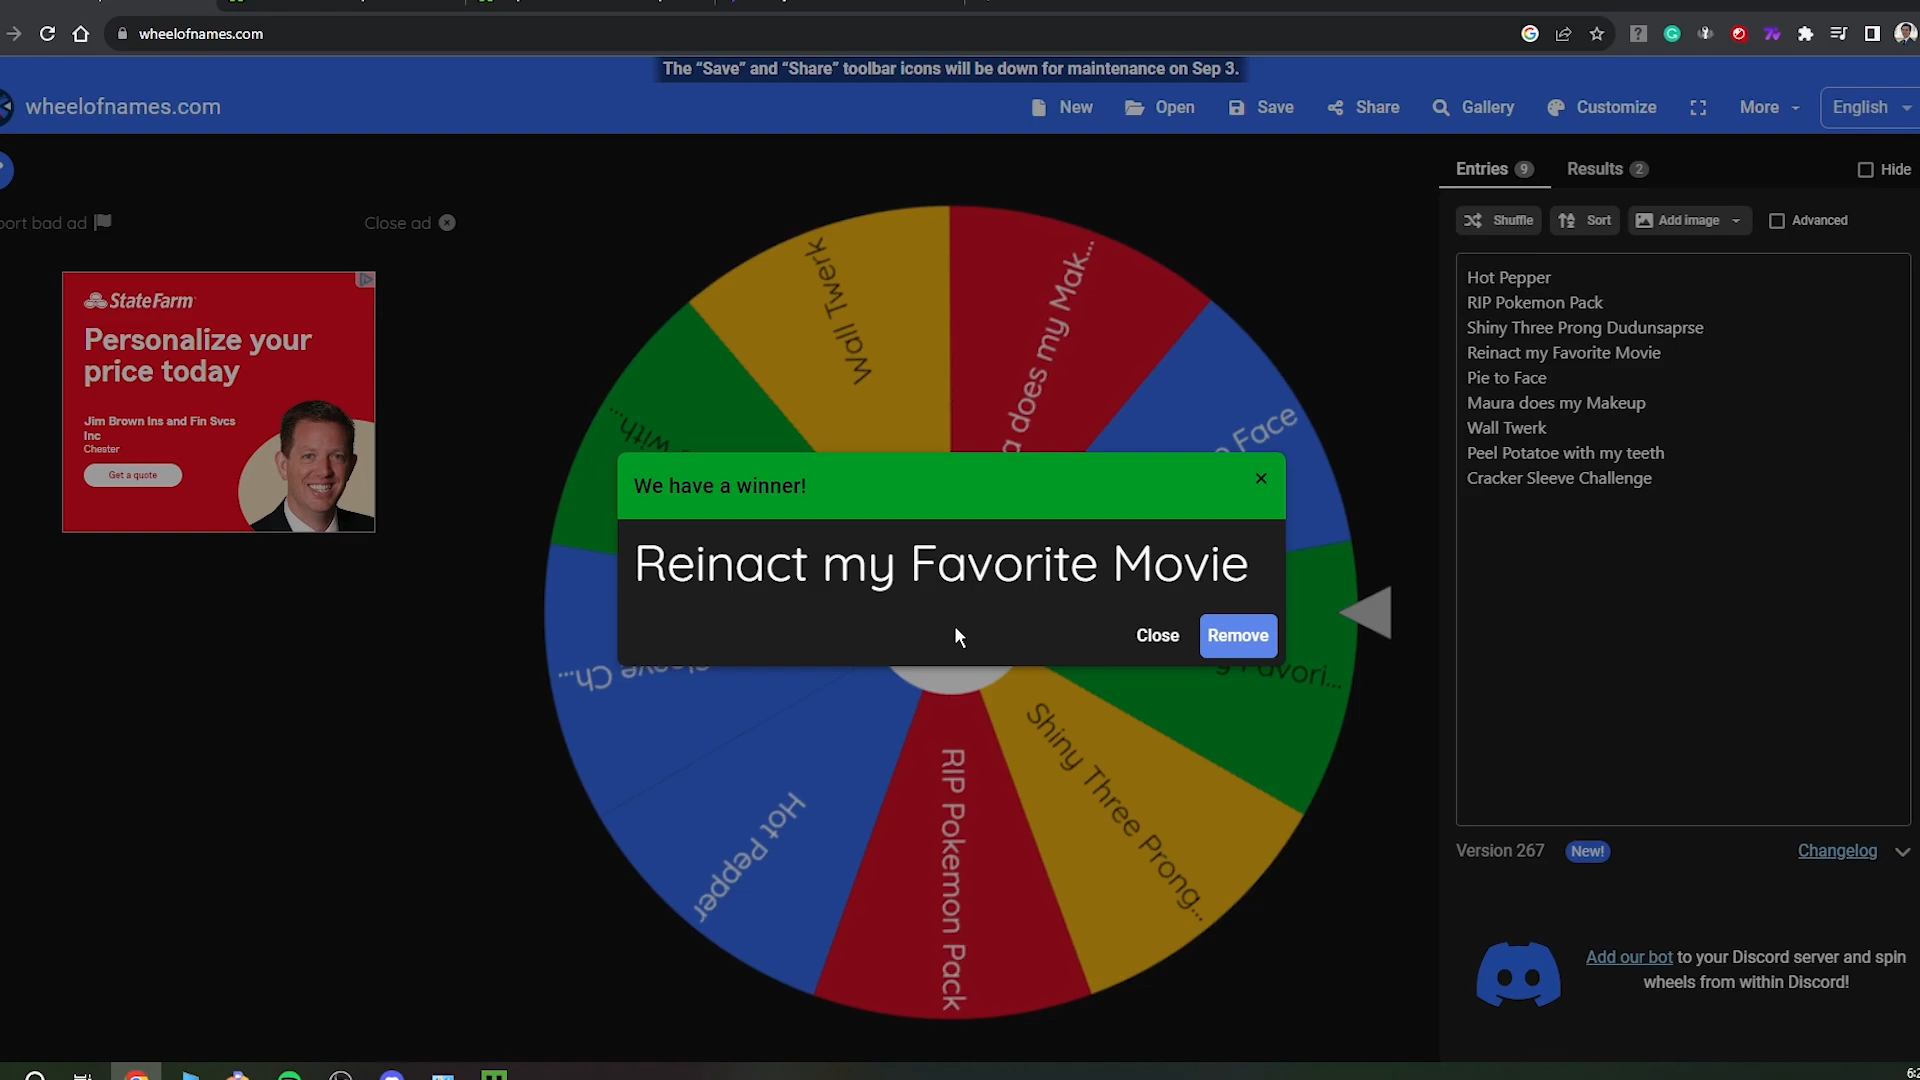 wheelofnames.com
The “Save” and “Share” toolbar icons will be down for maintenance on Sep 3.
wheelofnames.com
New
Open
Save
Share
Gallery
Customize
More
English
Entries 9
Results 2
Hide
port bad ad
Close ad
Shuffle
Sort
Add image
Advanced
StateFarm
Personalize your
price today
Jim Brown Ins and Fin Svcs
Inc
Chester
Get a quote
Hot Pepper
RIP Pokemon Pack
Shiny Three Prong Dudunsaprse
Reinact my Favorite Movie
Pie to Face
Maura does my Makeup
Wall Twerk
Peel Potatoe with my teeth
Cracker Sleeve Challenge
Wall Twerk
a does my Mak...
Face
with...
We have a winner!
Reinact my Favorite Movie
Close
Remove
Favori...
Ch...
Shiny Three Prong...
RIP Pokemon Pack
Hot Pepper
Version 267
New!
Changelog
Add our bot to your Discord server and spin
wheels from within Discord!